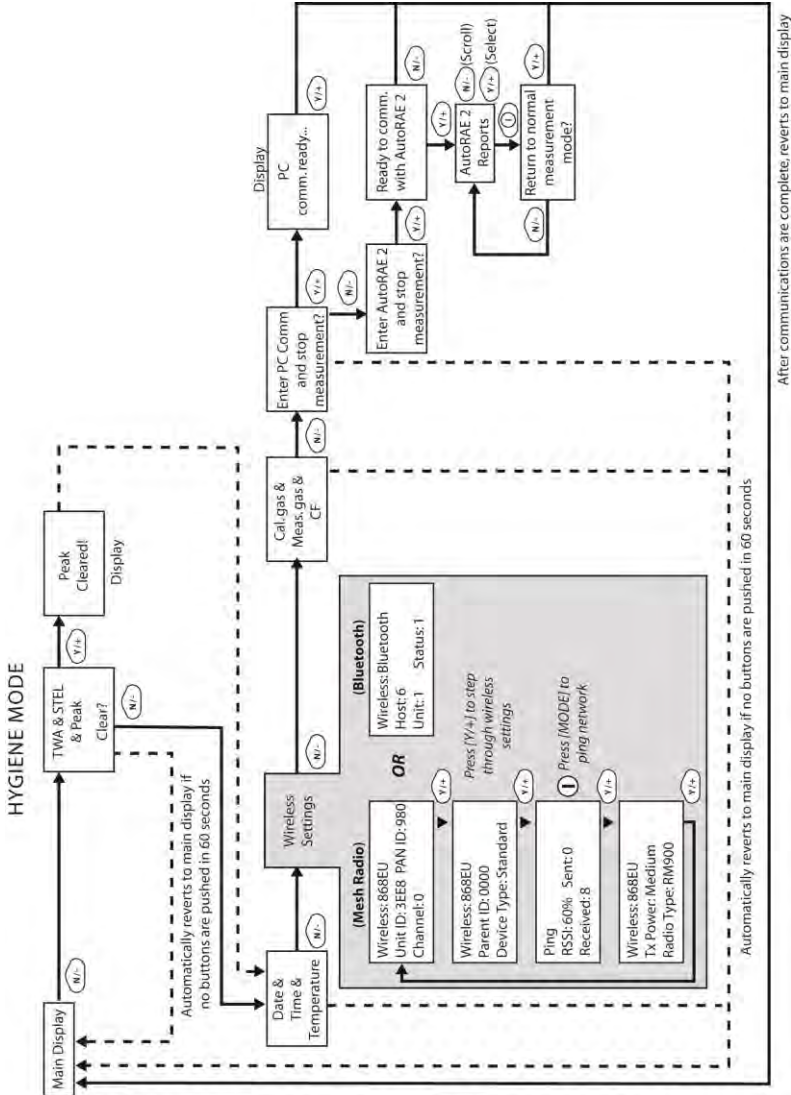 HYGIENE MODE
Main Display
N/-
TWA & STEL
& Peak
Clear?
Y/+
Peak
Cleared!
Display
N/-
Automatically reverts to main display if
no buttons are pushed in 60 seconds
Date &
Time &
Temperature
N/-
Wireless
Settings
N/-
Cal. gas &
Meas. gas &
CF
N/-
Enter PC Comm
and stop
measurement?
Y/+
Display
PC
comm. ready...
Y/+
N/-
Enter AutoRAE 2
and stop
measurement?
Y/+
Ready to comm.
with AutoRAE 2
N/-
Y/+
AutoRAE 2
Reports
N/- (Scroll)
Y/+ (Select)
Return to normal
measurement
mode?
N/-
Y/+
(Mesh Radio)
Wireless: 868EU
Unit ID: 3EE8 PAN ID: 980
Channel: 0
Y/+
Wireless: 868EU
Parent ID: 0000
Device Type: Standard
Y/+
Ping
RSSI: 60% Sent: 0
Received: 8
Y/+
Wireless: 868EU
Tx Power: Medium
Radio Type: RM900
Y/+
OR
(Bluetooth)
Wireless: Bluetooth
Host: 6
Unit: 1 Status: 1
Press [Y/+] to step
through wireless
settings
Press [MODE] to
ping network
Automatically reverts to main display if no buttons are pushed in 60 seconds
After communications are complete, reverts to main display